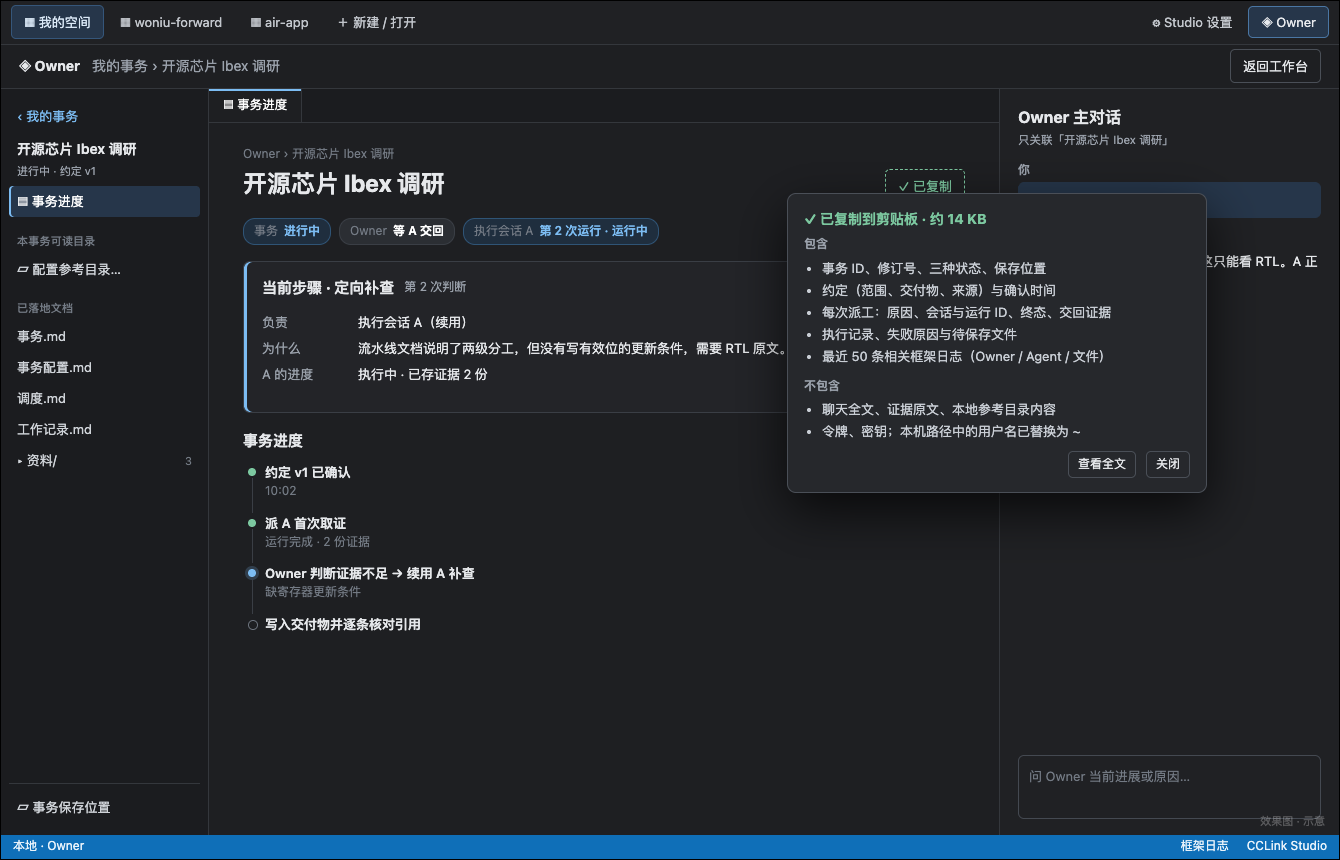 我的空间
woniu-forward
air-app
+ 新建 / 打开
Studio 设置
Owner
Owner 我的事务 › 开源芯片 Ibex 调研
返回工作台
‹ 我的事务
开源芯片 Ibex 调研
进行中 · 约定 v1
事务进度
本事务可读目录
配置参考目录...
已落地文档
事务.md
事务配置.md
调度.md
工作记录.md
资料/ 3
事务保存位置
事务进度
Owner › 开源芯片 Ibex 调研
开源芯片 Ibex 调研
✓ 已复制
事务 进行中
Owner 等 A 交回
执行会话 A 第 2 次运行 · 运行中
当前步骤 · 定向补查 第 2 次判断
负责 执行会话 A（续用）
为什么 流水线文档说明了两级分工，但没有写有效位的更新条件，需要 RTL 原文。
A 的进度 执行中 · 已存证据 2 份
事务进度
约定 v1 已确认
10:02
派 A 首次取证
运行完成 · 2 份证据
Owner 判断证据不足 → 续用 A 补查
缺寄存器更新条件
写入交付物并逐条核对引用
✓ 已复制到剪贴板 · 约 14 KB
包含
• 事务 ID、修订号、三种状态、保存位置
• 约定（范围、交付物、来源）与确认时间
• 每次派工：原因、会话与运行 ID、终态、交回证据
• 执行记录、失败原因与待保存文件
• 最近 50 条相关框架日志（Owner / Agent / 文件）
不包含
• 聊天全文、证据原文、本地参考目录内容
• 令牌、密钥；本机路径中的用户名已替换为 ~
查看全文
关闭
Owner 主对话
只关联「开源芯片 Ibex 调研」
你
这只能看 RTL。A 正
问 Owner 当前进展或原因...
效果图 · 示意
本地 · Owner
框架日志
CCLink Studio